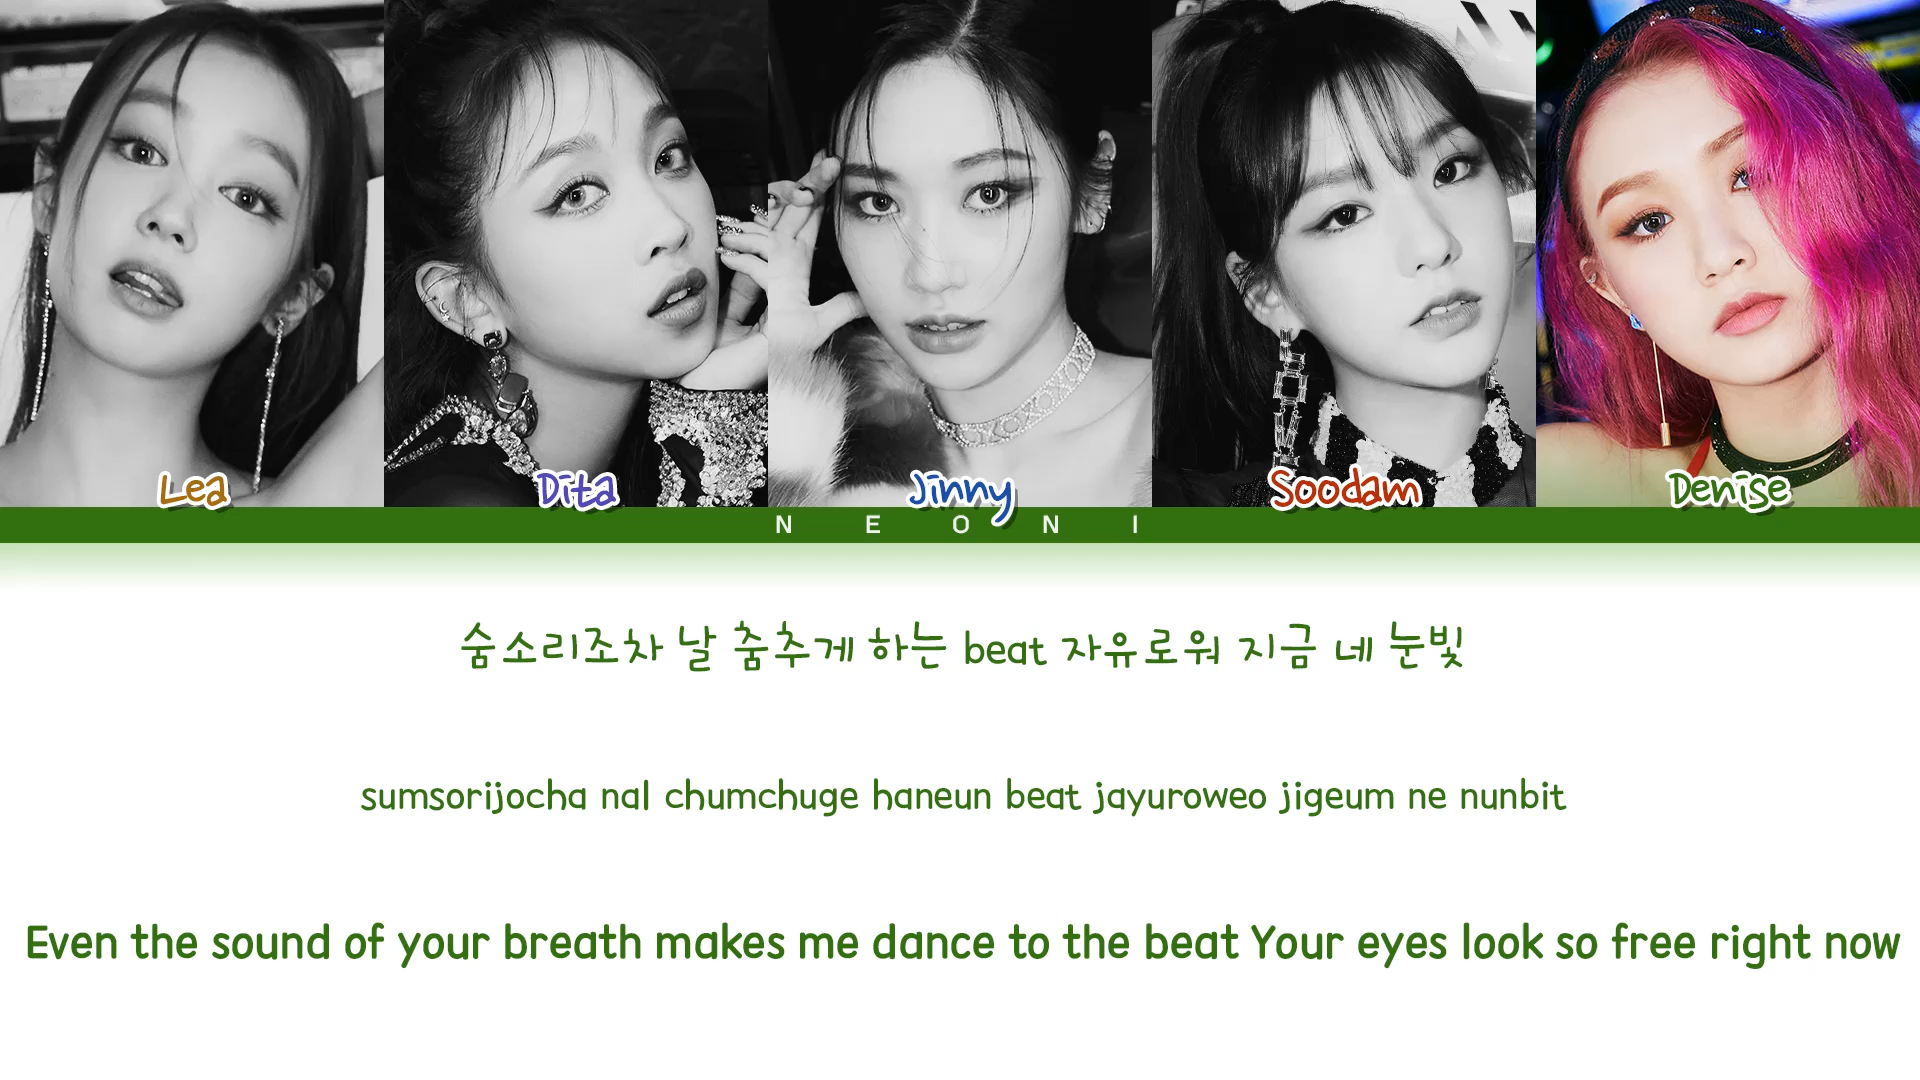 Lea
Dita
Jinny
Soodam
Denise
NEONI
숨소리조차 날 춤추게 하는 beat 자유로워 지금 네 눈빛
sumsorijocha nal chumchuge haneun beat jayuroweo jigeum ne nunbit
Even the sound of your breath makes me dance to the beat Your eyes look so free right now